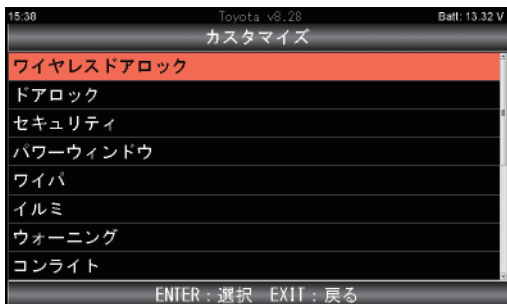 15:38 Toyota v8.28 Batt: 13.32 V
カスタマイズ
ワイヤレスドアロック
ドアロック
セキュリティ
パワーウィンドウ
ワイパ
イルミ
ウォーニング
コンライト
ENTER：選択 EXIT：戻る